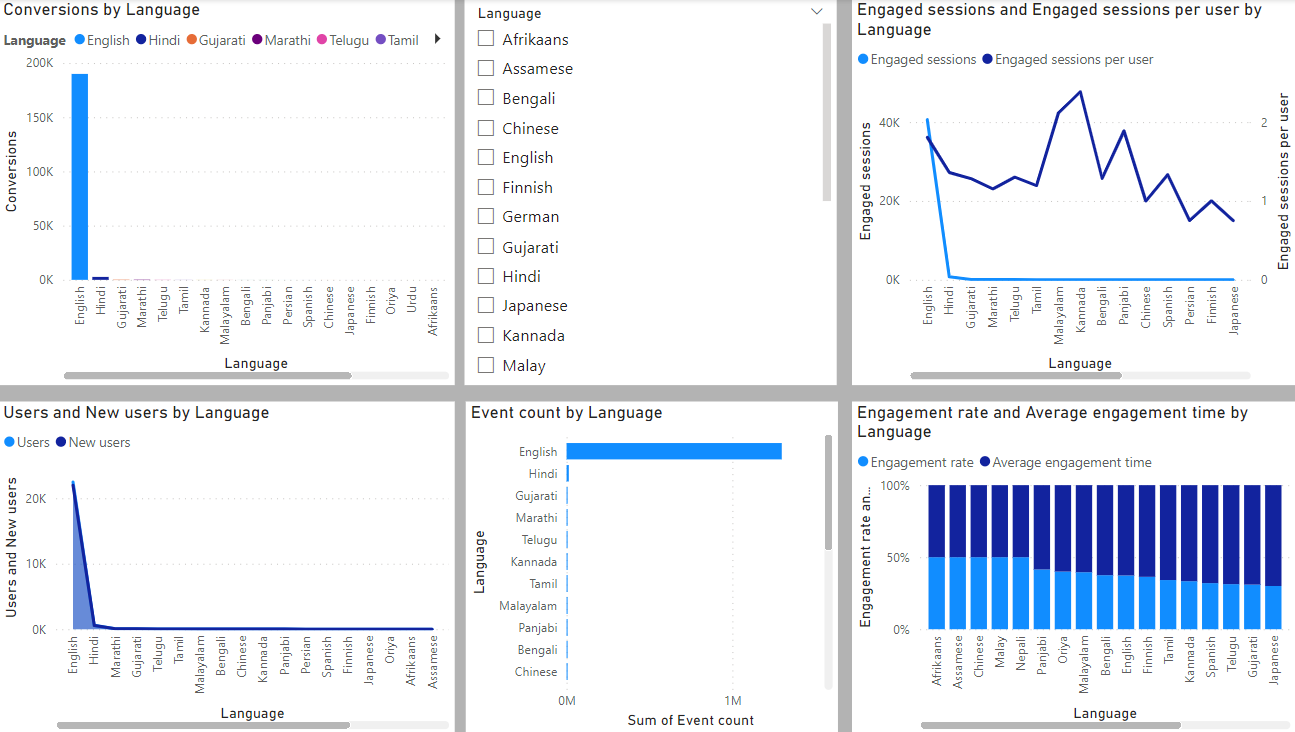 Conversions by Language
Language English Hindi Gujarati Marathi Telugu Tamil
200K
150K
100K
50K
0K
Conversions
English
Hindi
Gujarati
Marathi
Telugu
Tamil
Kannada
Malayalam
Bengali
Panjabi
Persian
Spanish
Chinese
Japanese
Finnish
Oriya
Urdu
Afrikaans
Language
Language
Afrikaans
Assamese
Bengali
Chinese
English
Finnish
German
Gujarati
Hindi
Japanese
Kannada
Malay
Engaged sessions and Engaged sessions per user by
Language
Engaged sessions Engaged sessions per user
40K
20K
0K
Engaged sessions
2
1
0
Engaged sessions per user
English
Hindi
Gujarati
Marathi
Telugu
Tamil
Malayalam
Kannada
Bengali
Panjabi
Chinese
Spanish
Persian
Finnish
Japanese
Language
Users and New users by Language
Users New users
20K
10K
0K
Users and New users
English
Hindi
Marathi
Gujarati
Telugu
Tamil
Malayalam
Bengali
Chinese
Kannada
Panjabi
Persian
Spanish
Finnish
Japanese
Oriya
Afrikaans
Assamese
Language
Event count by Language
Language
English
Hindi
Gujarati
Marathi
Telugu
Kannada
Tamil
Malayalam
Panjabi
Bengali
Chinese
0M 1M
Sum of Event count
Engagement rate and Average engagement time by
Language
Engagement rate Average engagement time
100%
50%
0%
Engagement rate an...
Afrikaans
Assamese
Chinese
Malay
Nepali
Panjabi
Oriya
Malayalam
Bengali
English
Finnish
Tamil
Kannada
Spanish
Telugu
Gujarati
Japanese
Language